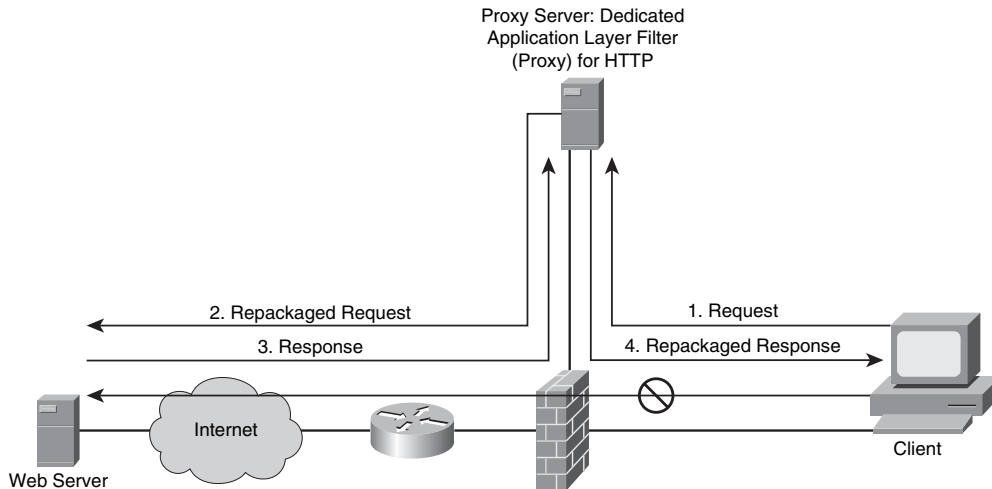 Proxy Server: Dedicated
Application Layer Filter
(Proxy) for HTTP
2. Repackaged Request
1. Request
3. Response
4. Repackaged Response
Internet
Client
Web Server